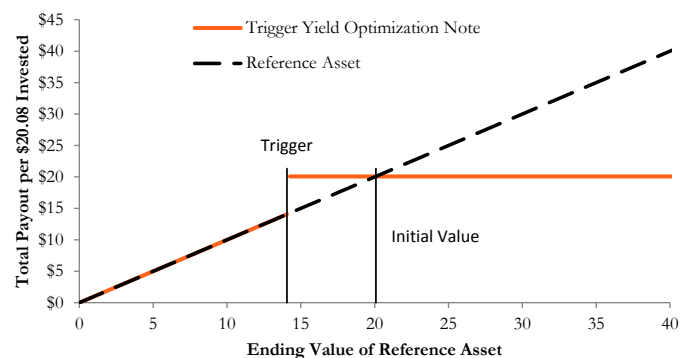 $45
$40
$35
$30
$25
$20
$15
$10
$5
$0
Total Payout per $20.08 Invested
Trigger Yield Optimization Note
Reference Asset
Trigger
Initial Value
0 5 10 15 20 25 30 35 40
Ending Value of Reference Asset